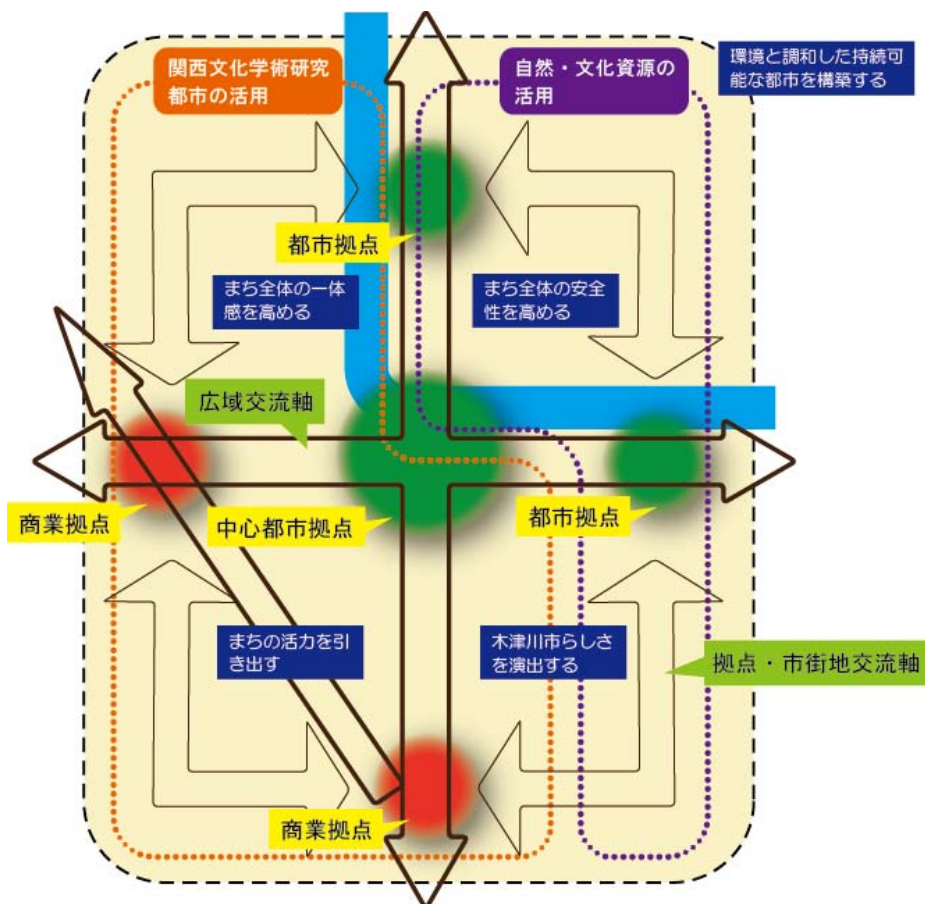 関西文化学術研究
都市の活用
自然・文化資源の
活用
環境と調和した持続可
能な都市を構築する
都市拠点
まち全体の一体
感を高める
まち全体の安全
性を高める
広域交流軸
商業拠点
中心都市拠点
都市拠点
まちの活力を引
き出す
木津川市らしさ
を演出する
拠点・市街地交流軸
商業拠点